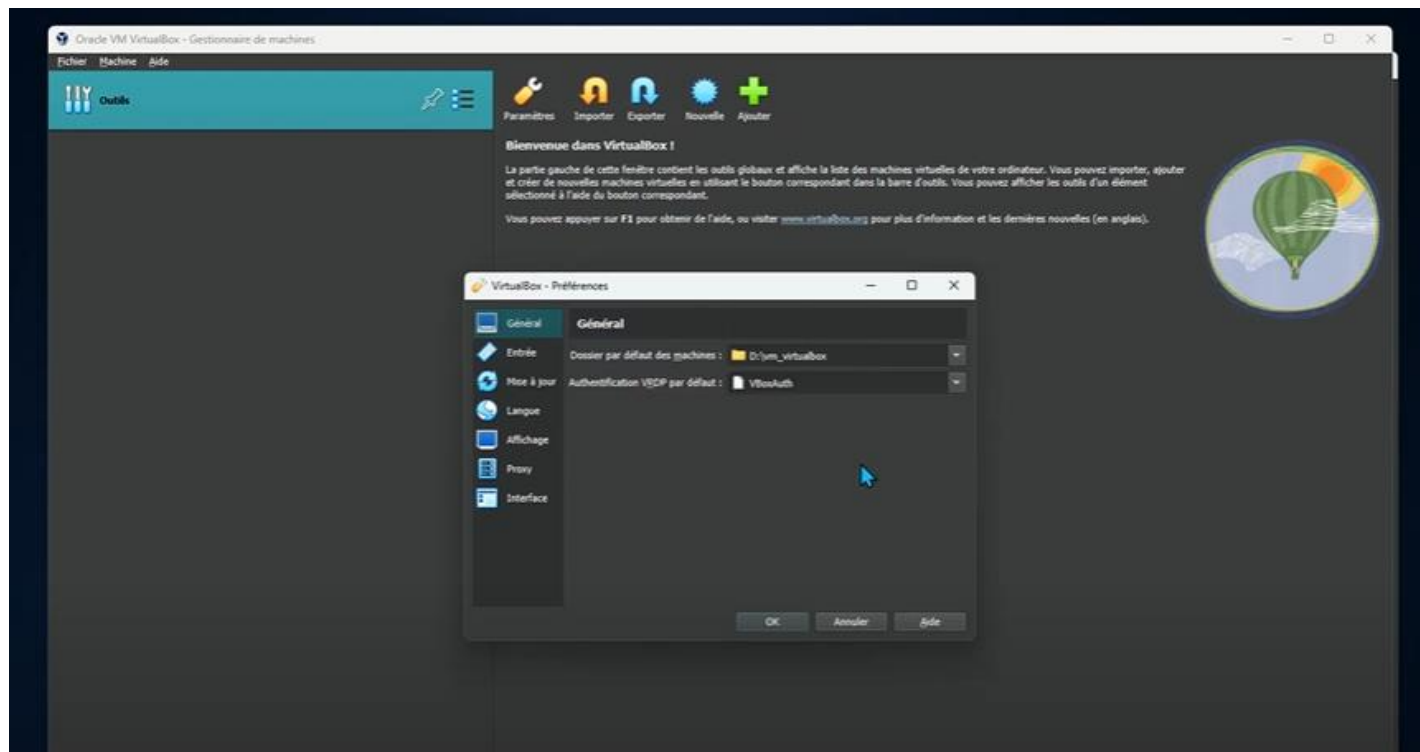 Oracle VM VirtualBox - Gestionnaire de machines
Fichier Machine Aide
Outils
Paramètres Importer Exporter Nouvelle Ajouter
Bienvenue dans VirtualBox !
La partie gauche de cette fenêtre contient les outils globaux et affiche la liste des machines virtuelles de votre ordinateur. Vous pouvez importer, ajouter
et créer de nouvelles machines virtuelles en utilisant le bouton correspondant dans la barre d'outils. Vous pouvez afficher les outils d'un élément
sélectionné à l'aide du bouton correspondant.
Vous pouvez appuyer sur F1 pour obtenir de l'aide, ou visiter www.virtualbox.org pour plus d'information et les dernières nouvelles (en anglais).
VirtualBox - Préférences
Général
Entrée
Mise à jour
Langue
Affichage
Proxy
Interface
Général
Dossier par défaut des machines : D:\vm_virtualbox
Authentification VRDP par défaut : VBoxAuth
OK Annuler Aide